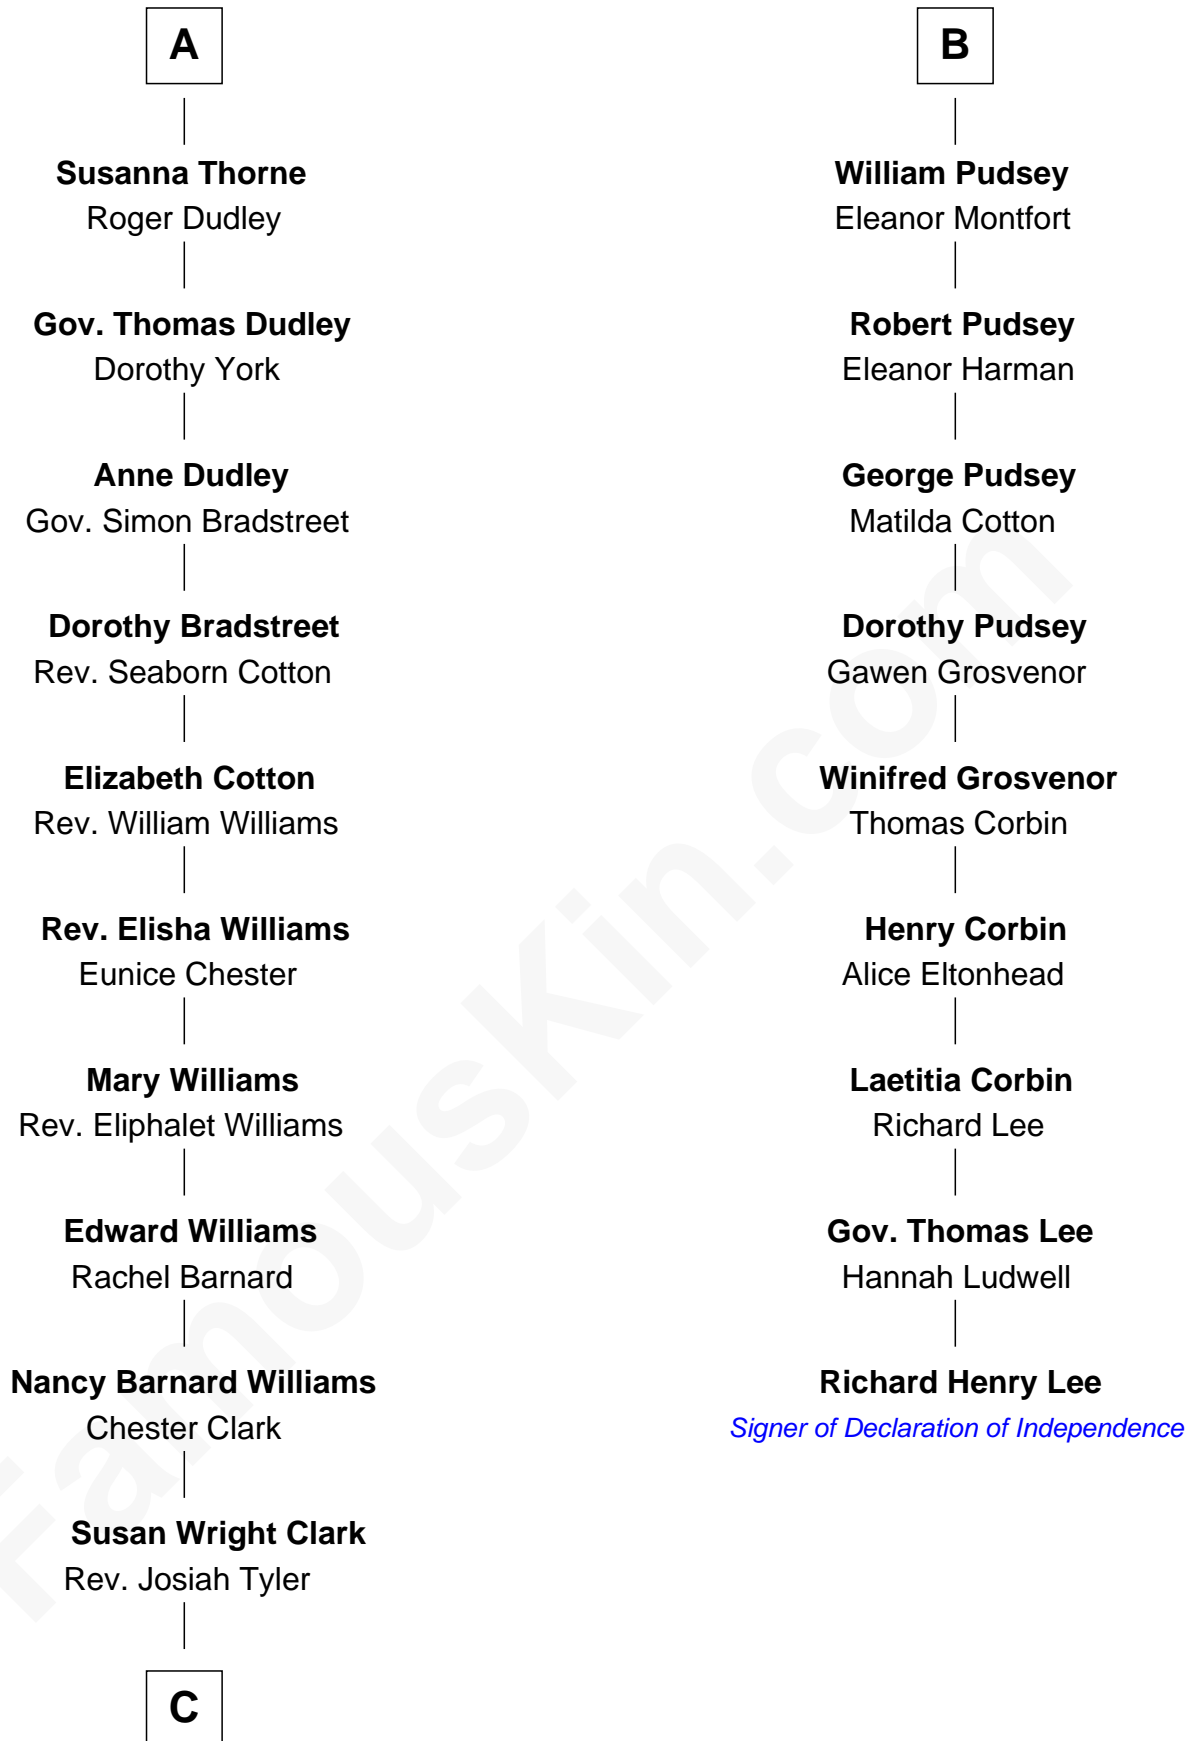 A
Susanna Thorne
Roger Dudley
Gov. Thomas Dudley
Dorothy York
Anne Dudley
Gov. Simon Bradstreet
Dorothy Bradstreet
Rev. Seaborn Cotton
Elizabeth Cotton
Rev. William Williams
Rev. Elisha Williams
Eunice Chester
Mary Williams
Rev. Eliphalet Williams
Edward Williams
Rachel Barnard
Nancy Barnard Williams
Chester Clark
Susan Wright Clark
Rev. Josiah Tyler
C
B
William Pudsey
Eleanor Montfort
Robert Pudsey
Eleanor Harman
George Pudsey
Matilda Cotton
Dorothy Pudsey
Gawen Grosvenor
Winifred Grosvenor
Thomas Corbin
Henry Corbin
Alice Eltonhead
Laetitia Corbin
Richard Lee
Gov. Thomas Lee
Hannah Ludwell
Richard Henry Lee
Signer of Declaration of Independence
FamousKin.com